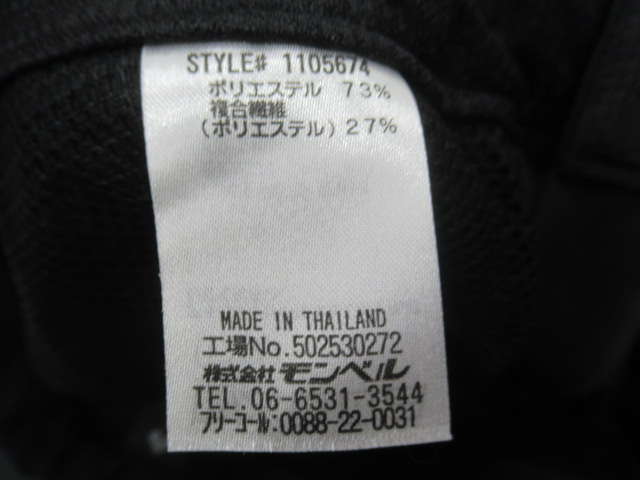 STYLE# 1105674
ポリエステル 73%
複合繊維
(ポリエステル) 27%
MADE IN THAILAND
工場No.502530272
株式会社 モンベル
TEL. 06-6531-3544
フリーコール:0088-22-0031